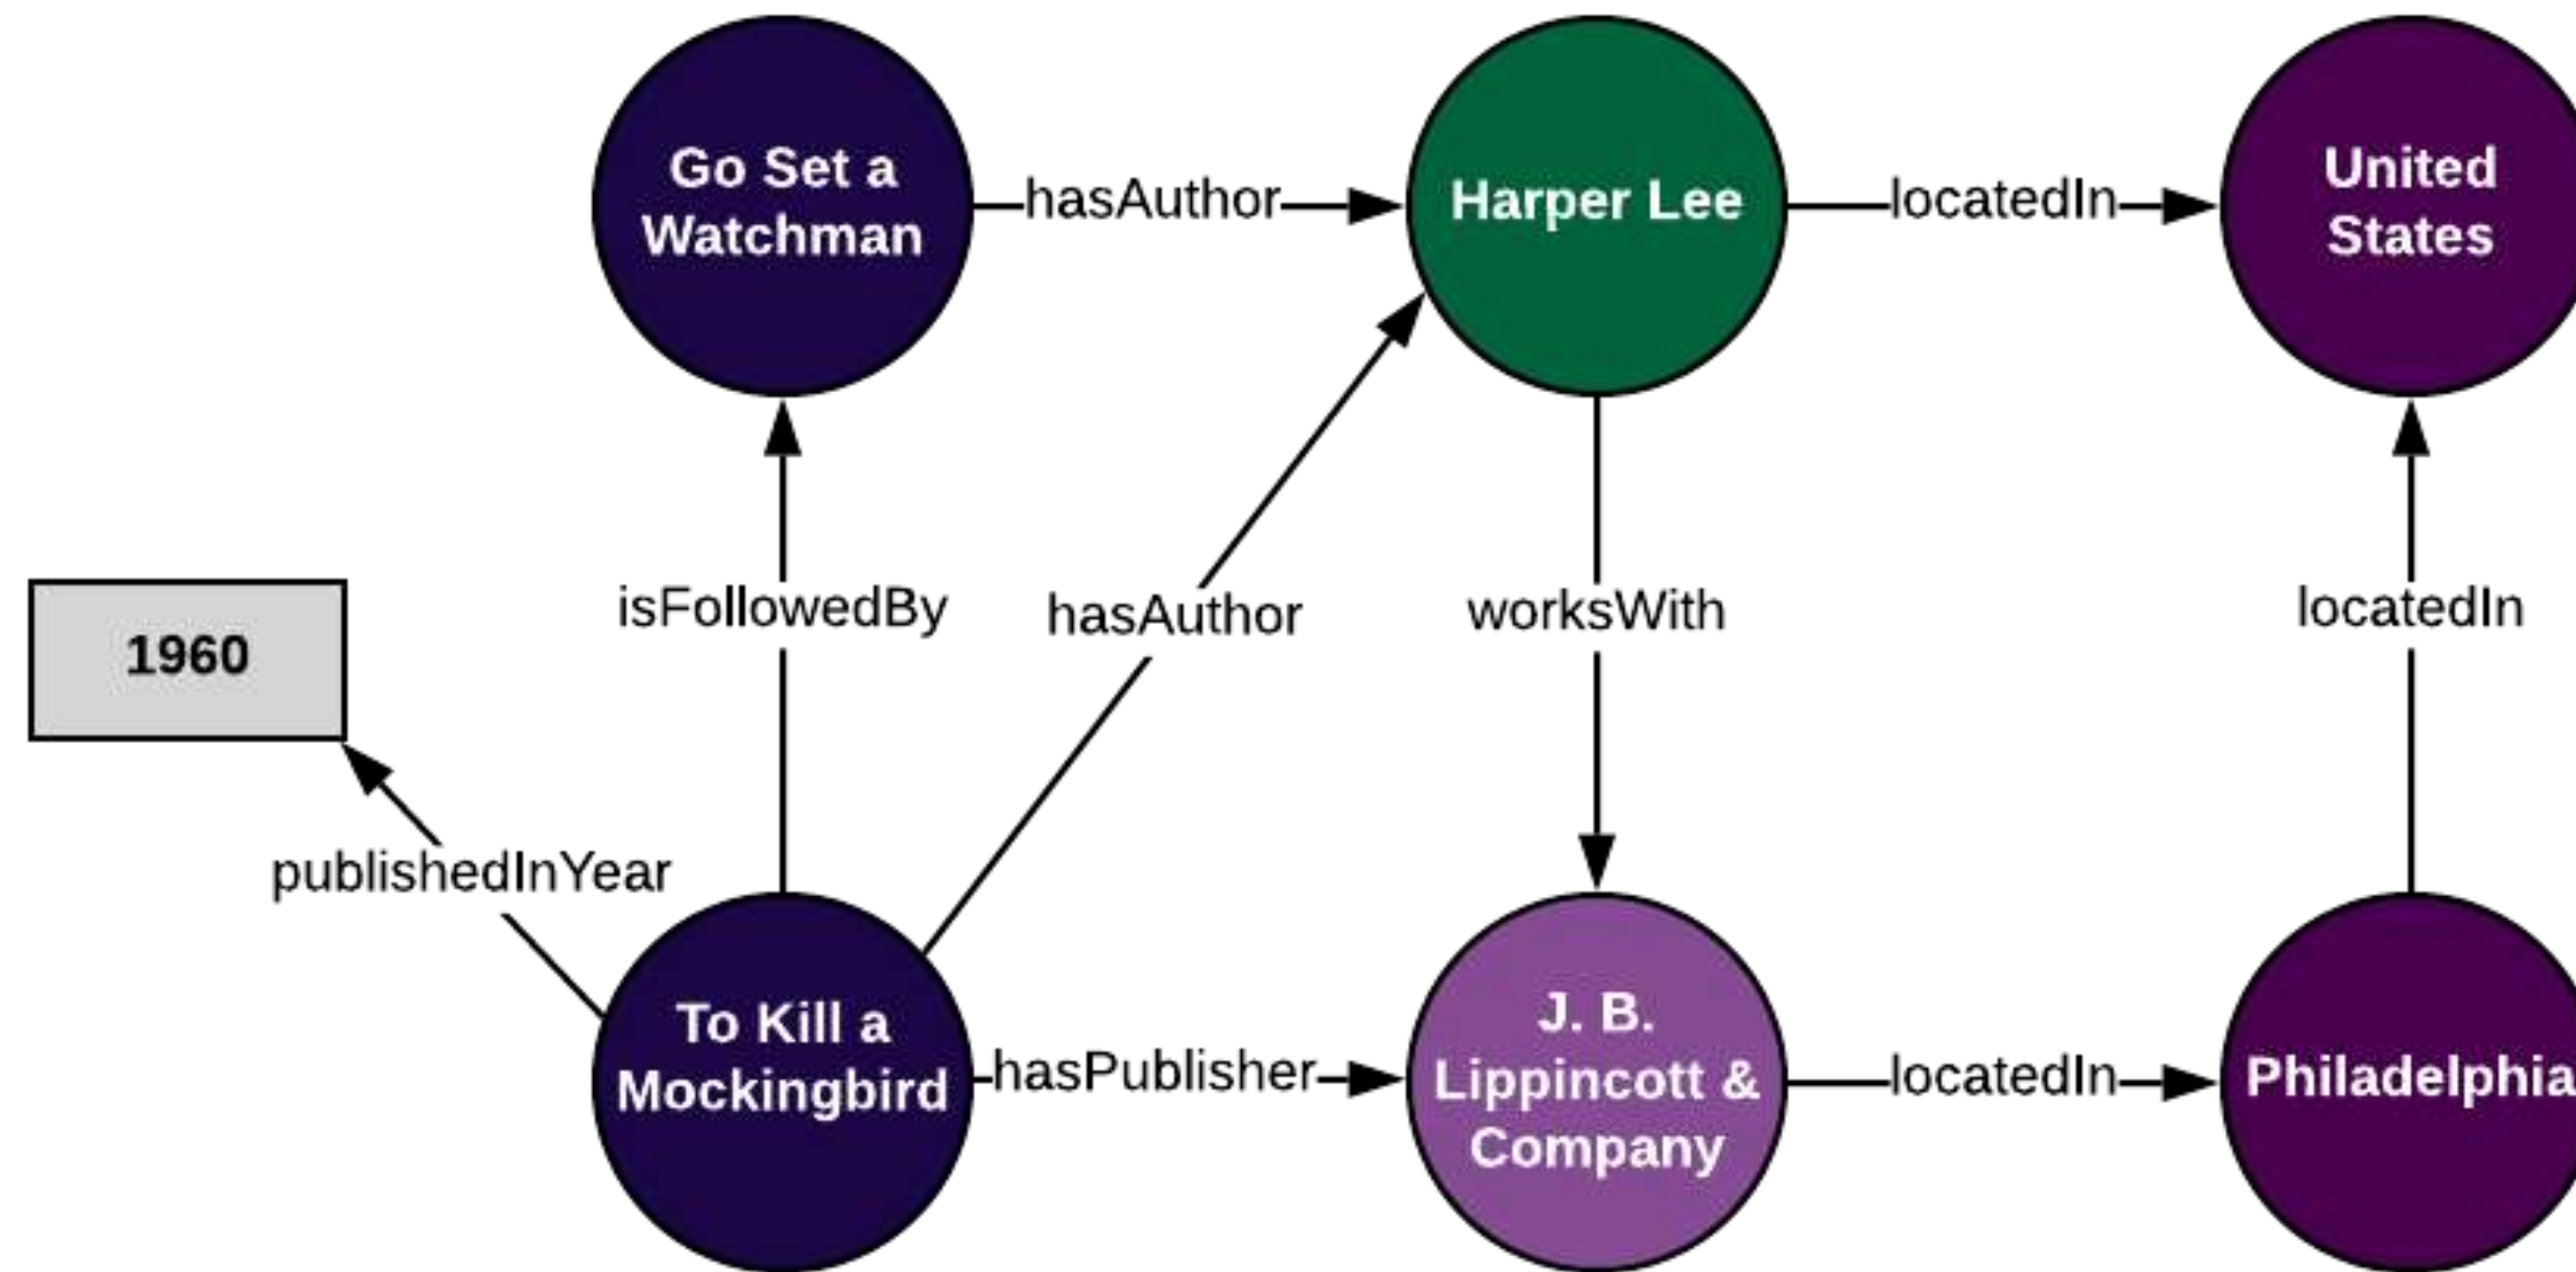 Go Set a
Watchman
hasAuthor
Harper Lee
locatedIn
United
States
isFollowedBy
hasAuthor
worksWith
locatedIn
1960
publishedInYear
To Kill a
Mockingbird
hasPublisher
J. B.
Lippincott &
Company
locatedIn
Philadelphia